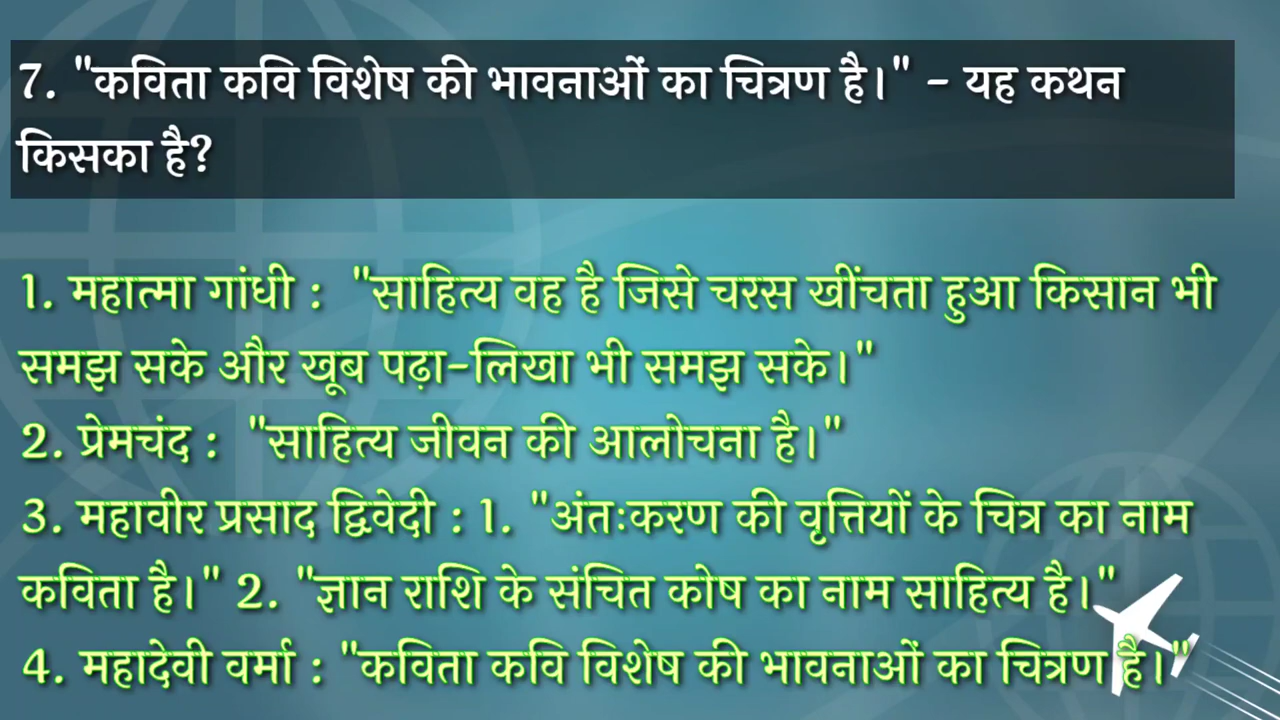 7. "कविता कवि विशेष की भावनाओं का चित्रण है।" - यह कथन
किसका है?
1. महात्मा गांधी : "साहित्य वह है जिसे चरस खींचता हुआ किसान भी
समझ सके और खूब पढ़ा-लिखा भी समझ सके।"
2. प्रेमचंद : "साहित्य जीवन की आलोचना है।"
3. महावीर प्रसाद द्विवेदी : 1. "अंतःकरण की वृत्तियों के चित्र का नाम
कविता है।" 2. "ज्ञान राशि के संचित कोष का नाम साहित्य है।"
4. महादेवी वर्मा : "कविता कवि विशेष की भावनाओं का चित्रण है।"